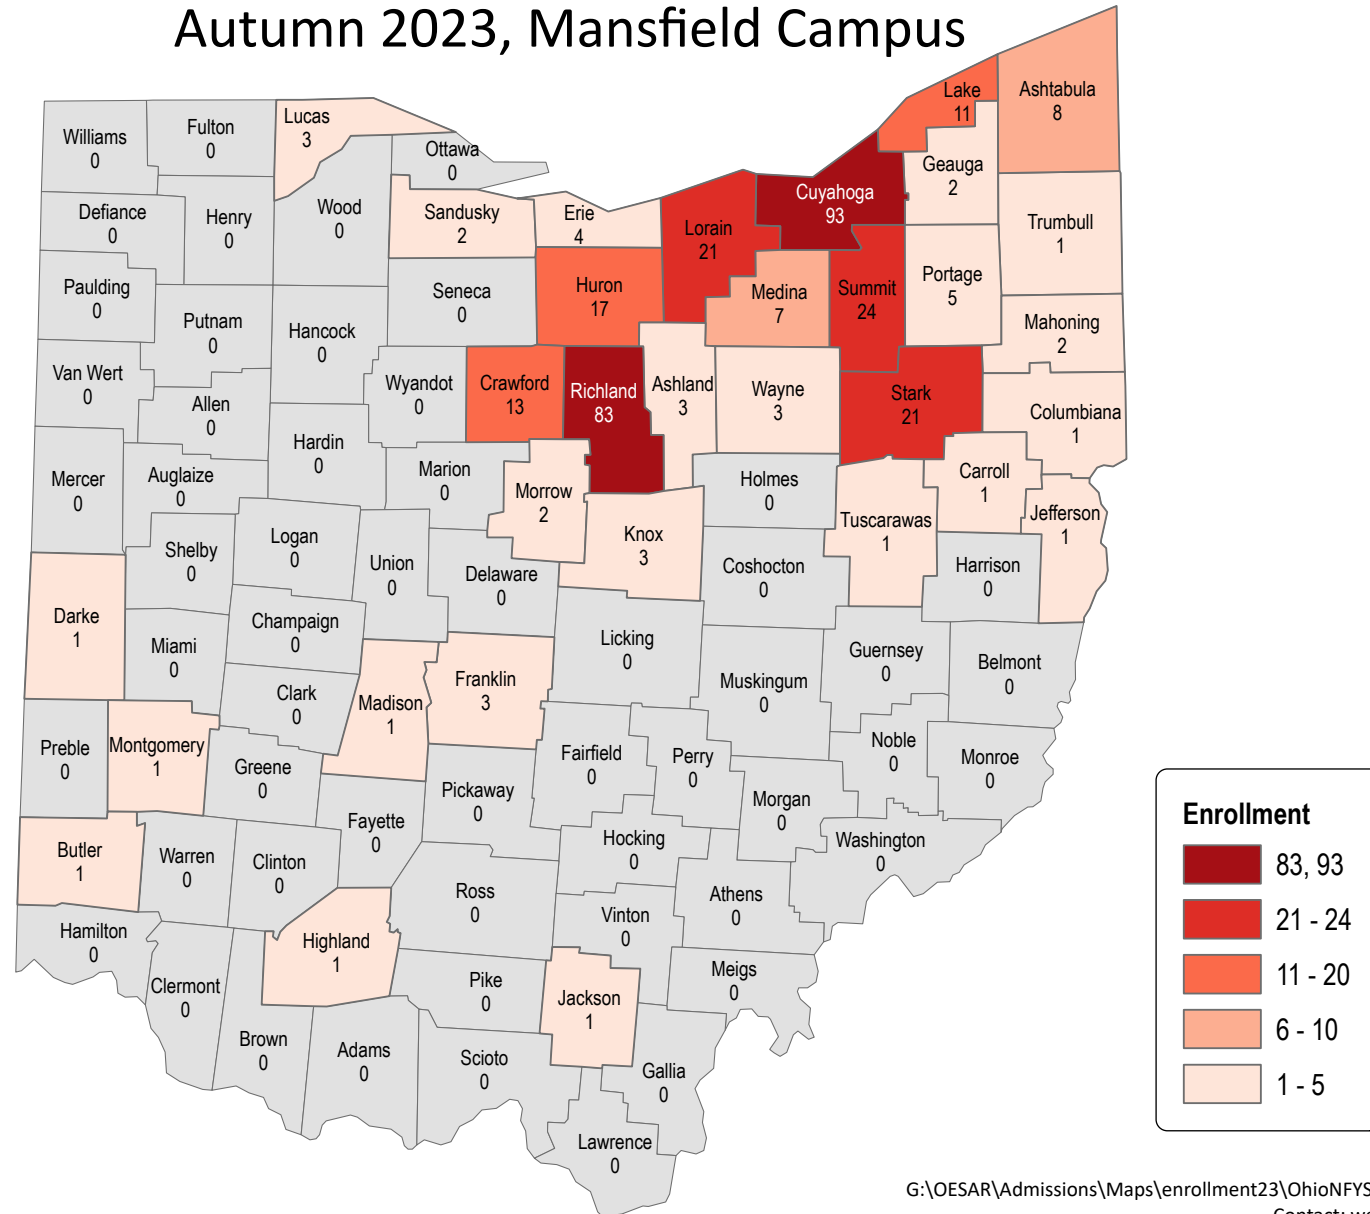 Autumn 2023, Mansfield Campus
Williams
0
Fulton
0
Lucas
3
Ottawa
0
Lake
11
Ashtabula
8
Geauga
2
Cuyahoga
93
Defiance
0
Henry
0
Wood
0
Sandusky
2
Erie
4
Lorain
21
Trumbull
1
Paulding
0
Putnam
0
Hancock
0
Seneca
0
Huron
17
Medina
7
Summit
24
Portage
5
Mahoning
2
Van Wert
0
Allen
0
Wyandot
0
Crawford
13
Richland
83
Ashland
3
Wayne
3
Stark
21
Columbiana
1
Mercer
0
Auglaize
0
Hardin
0
Marion
0
Morrow
2
Holmes
0
Carroll
1
Jefferson
1
Tuscarawas
1
Shelby
0
Logan
0
Union
0
Delaware
0
Knox
3
Coshocton
0
Harrison
0
Darke
1
Miami
0
Champaign
0
Licking
0
Guernsey
0
Belmont
0
Clark
0
Madison
1
Franklin
3
Muskingum
0
Preble
0
Montgomery
1
Greene
0
Fairfield
0
Perry
0
Noble
0
Monroe
0
Pickaway
0
Morgan
0
Fayette
0
Hocking
0
Washington
0
Butler
1
Warren
0
Clinton
0
Ross
0
Athens
0
Vinton
0
Hamilton
0
Highland
1
Clermont
0
Pike
0
Jackson
1
Meigs
0
Brown
0
Adams
0
Scioto
0
Gallia
0
Lawrence
0
Enrollment
83, 93
21 - 24
11 - 20
6 - 10
1 - 5
G:\OESAR\Admissions\Maps\enrollment23\OhioNFYS